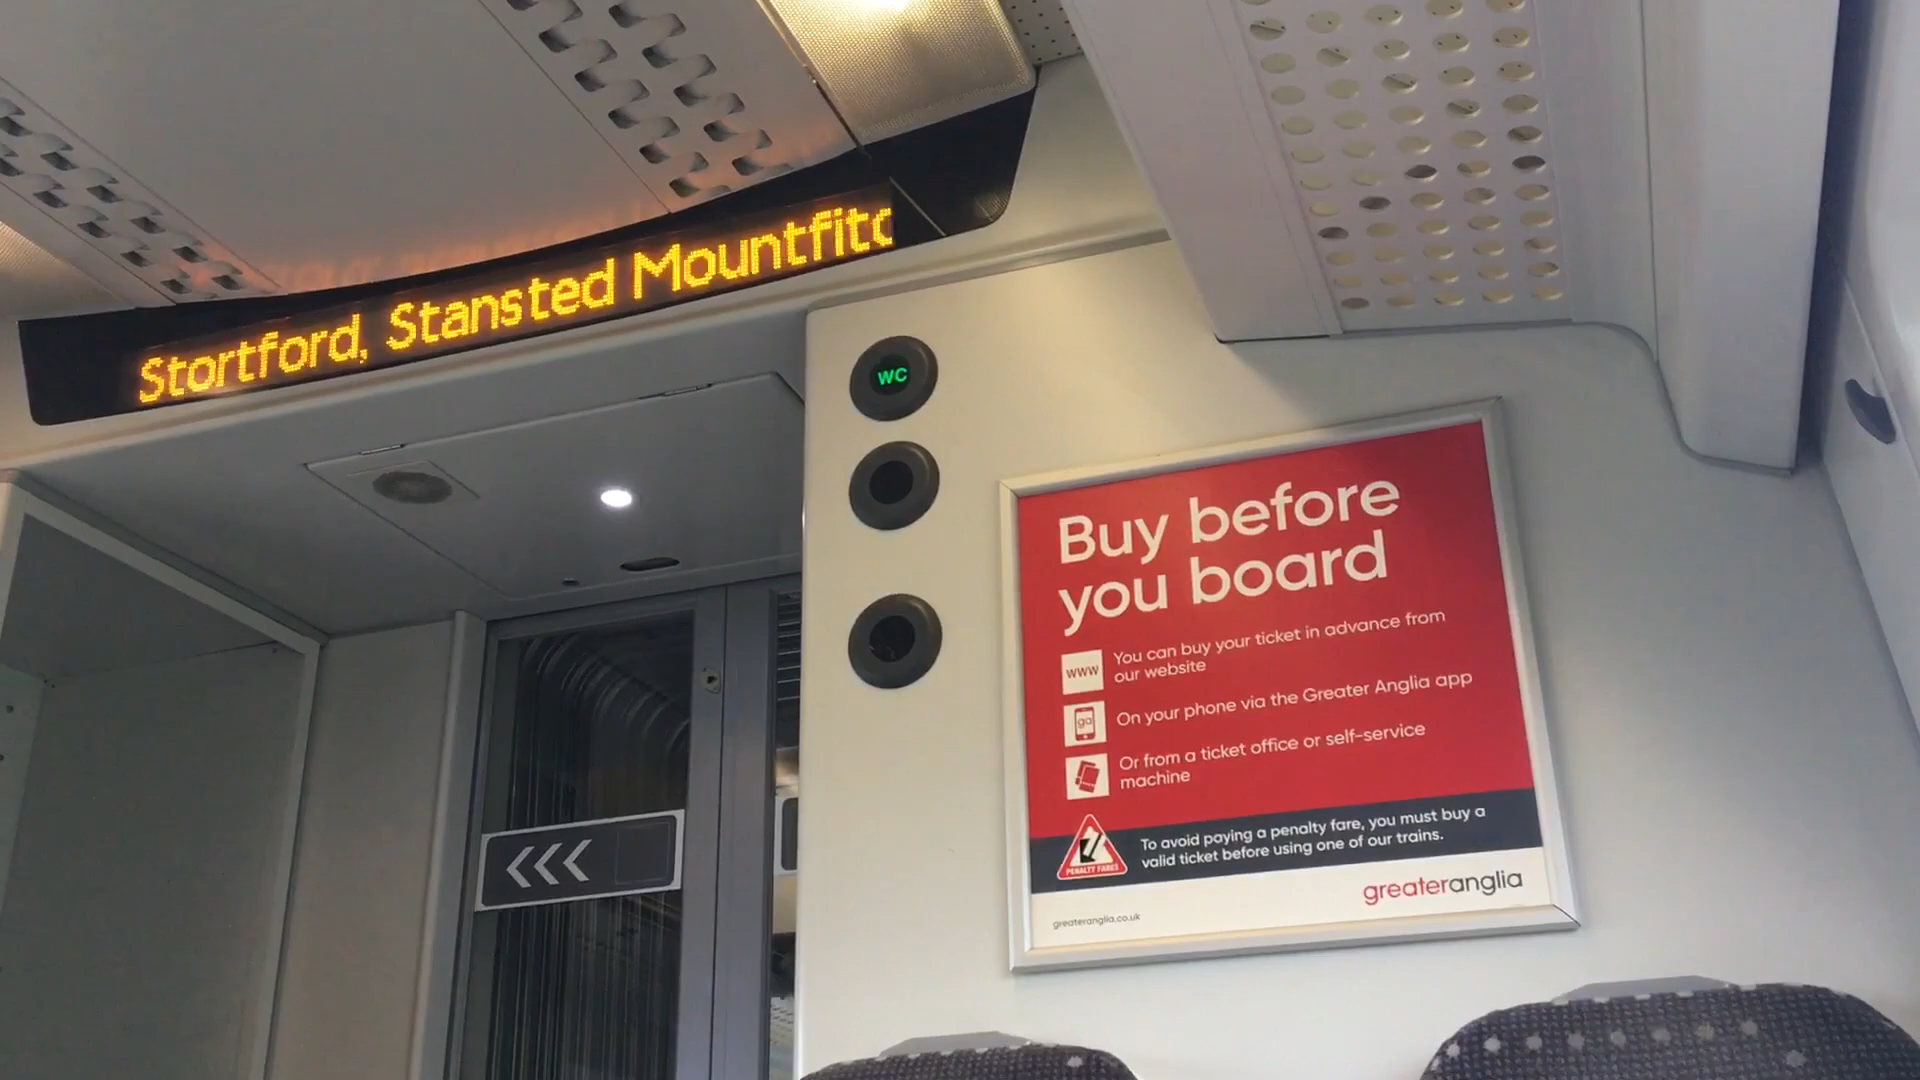 Stortford, Stansted Mountfitc
WC
Buy before
you board
www
You can buy your ticket in advance from
our website
ga
On your phone via the Greater Anglia app
Or from a ticket office or self-service
machine
PENALTY FARES
To avoid paying a penalty fare, you must buy a
valid ticket before using one of our trains.
greateranglia
greateranglia.co.uk